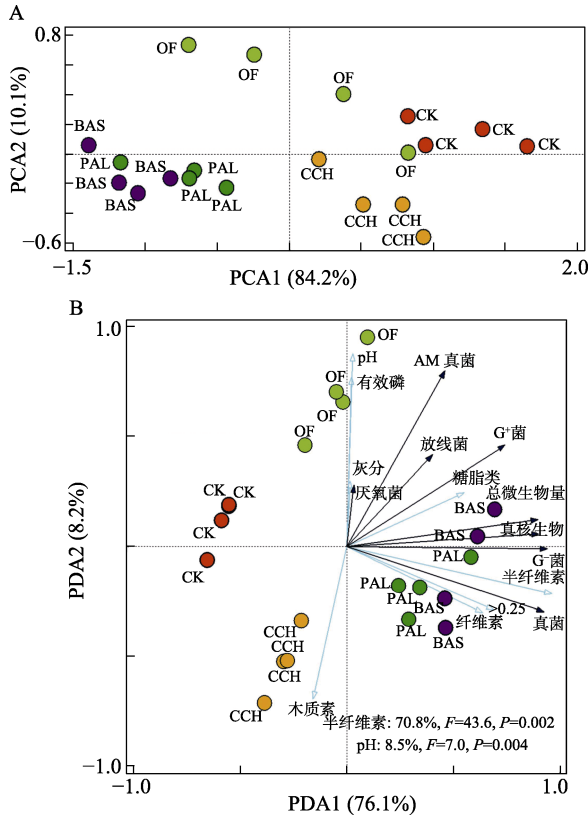 A
0.8
OF
OF
OF
CK
CK
CK
CK
BAS
PAL
BAS
PAL
OF
CCH
BAS
PAL
BAS
PAL
CCH
CCH
CCH
PCA2 (10.1%)
−0.6
−1.5
2.0
PCA1 (84.2%)
B
1.0
OF
pH
AM 真菌
OF
有效磷
OF
OF
G+菌
放线菌
灰分
糖脂类
厌氧菌
总微生物量
CK
CK
BAS
CK
真核生物
BAS
PDA2 (8.2%)
PAL
G−菌
CK
半纤维素
PAL
PAL
BAS
>0.25
CCH
PAL
纤维素
真菌
CCH
BAS
CCH
CCH
木质素
半纤维素: 70.8%, F=43.6, P=0.002
pH: 8.5%, F=7.0, P=0.004
−1.0
−1.0
1.0
PDA1 (76.1%)